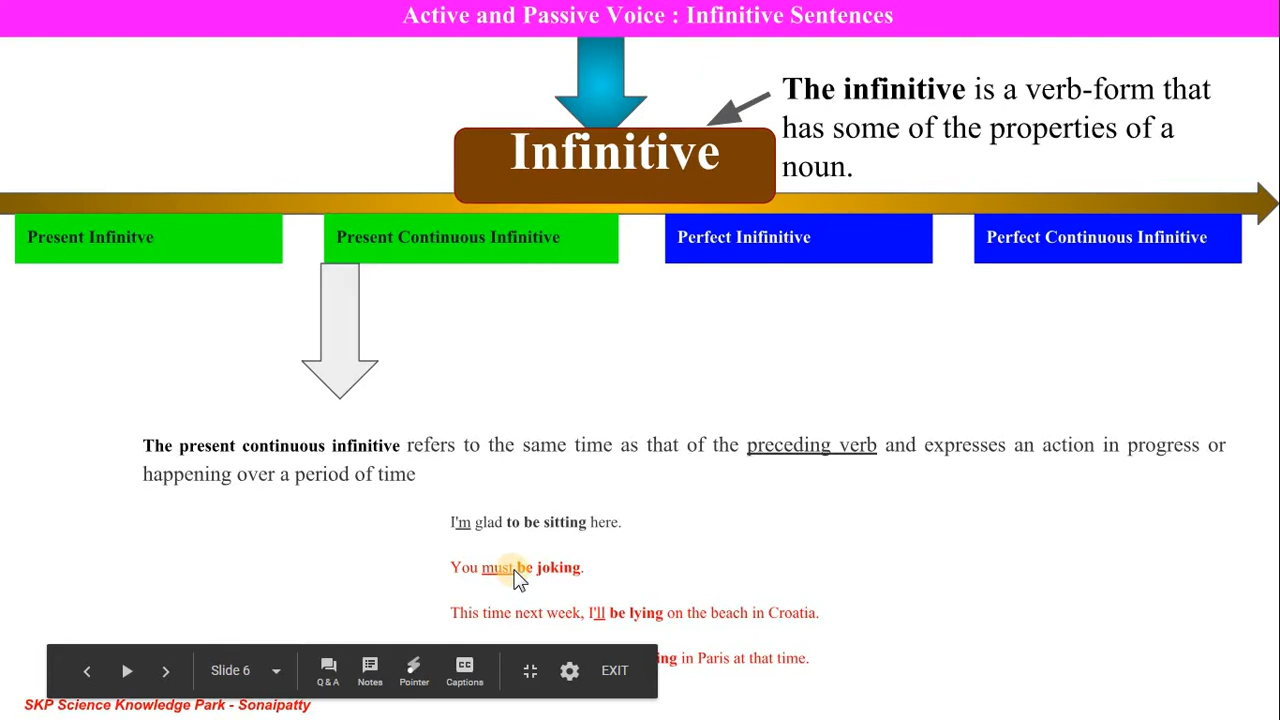 Active and Passive Voice : Infinitive Sentences
The infinitive is a verb-form that
has some of the properties of a
noun.
Infinitive
Present Infinitve
Present Continuous Infinitive
Perfect Inifinitive
Perfect Continuous Infinitive
The present continuous infinitive refers to the same time as that of the preceding verb and expresses an action in progress or
happening over a period of time
I'm glad to be sitting here.
You must be joking.
This time next week, I'll be lying on the beach in Croatia.
in Paris at that time.
Slide 6
Q & A
Notes
Pointer
CC
Captions
EXIT
SKP Science Knowledge Park - Sonaipatty